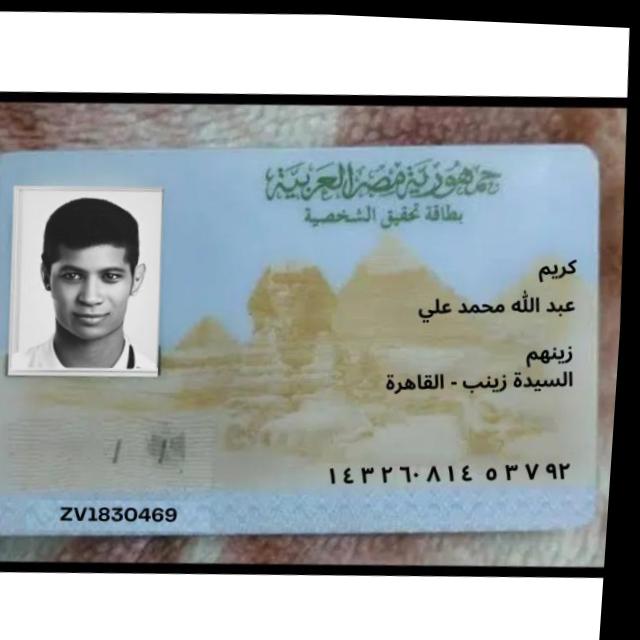 جمهورية مصر العربية
بطاقة تحقيق الشخصية
كريم
عبد الله محمد علي
زينهم
السيدة زينب - القاهرة
١٤٣٢٦٠٨١٤ ٥٣٧٩٢
ZV1830469